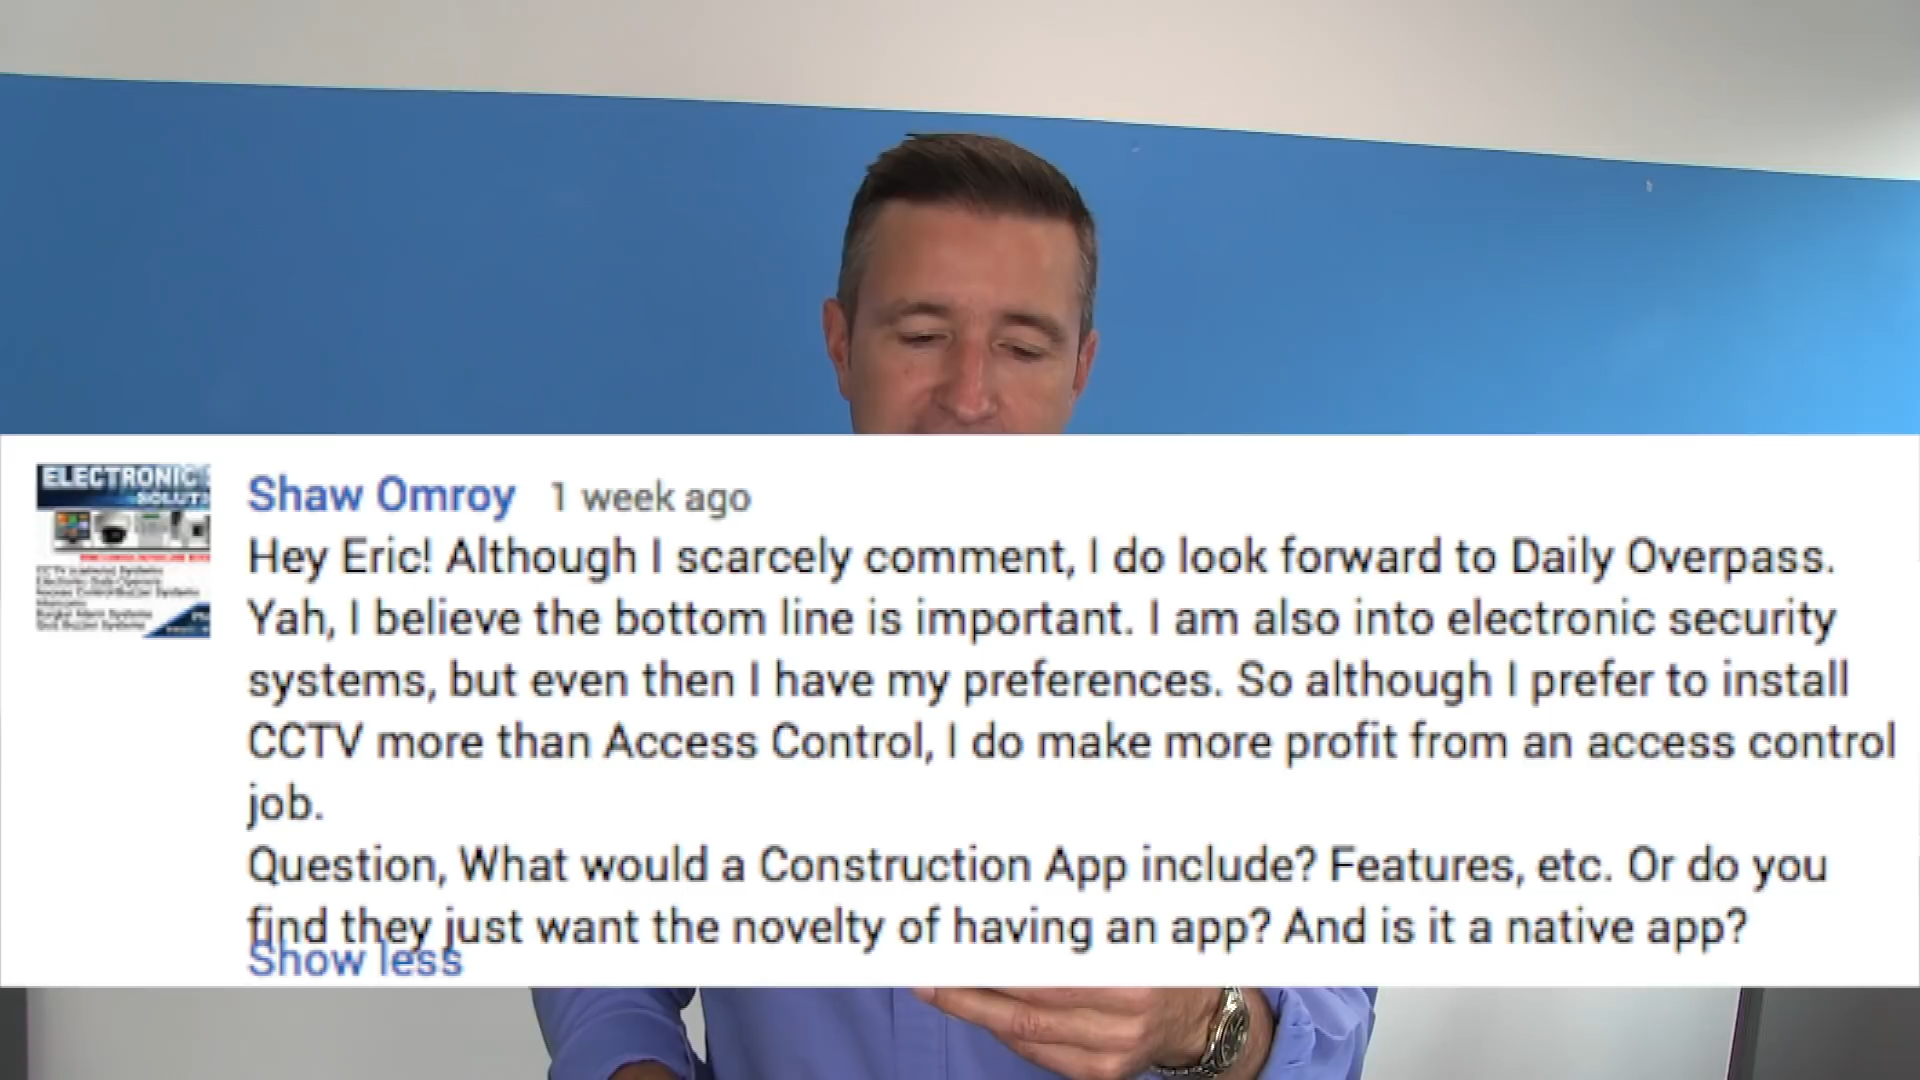 ELECTRONIC
SOLUTI
Shaw Omroy 1 week ago
Hey Eric! Although I scarcely comment, I do look forward to Daily Overpass.
Yah, I believe the bottom line is important. I am also into electronic security
systems, but even then I have my preferences. So although I prefer to install
CCTV more than Access Control, I do make more profit from an access control
job.
Question, What would a Construction App include? Features, etc. Or do you
find they just want the novelty of having an app? And is it a native app?
Show less